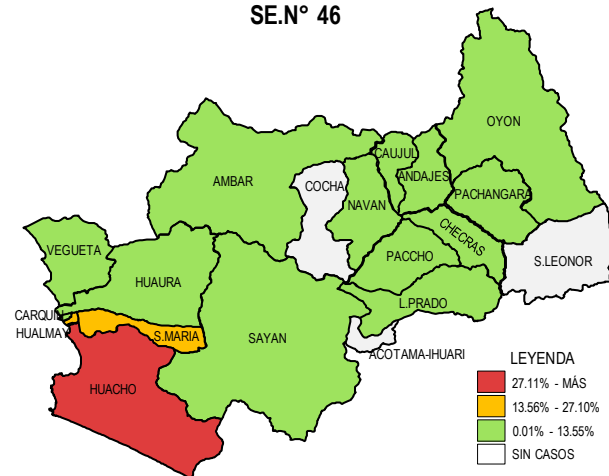 SE.N° 46
OYON
CAUJUL
COCHA
ANDAJES
AMBAR
PACHANGARA
NAVAN
CHECRAS
VEGUETA
PACCHO
S.LEONOR
HUAURA
L.PRADO
CARQUIN
HUALMAY
S.MARIA
SAYAN
ACOTAMA-IHUARI
HUACHO
LEYENDA
27.11% - MÁS
13.56% - 27.10%
0.01% - 13.55%
SIN CASOS